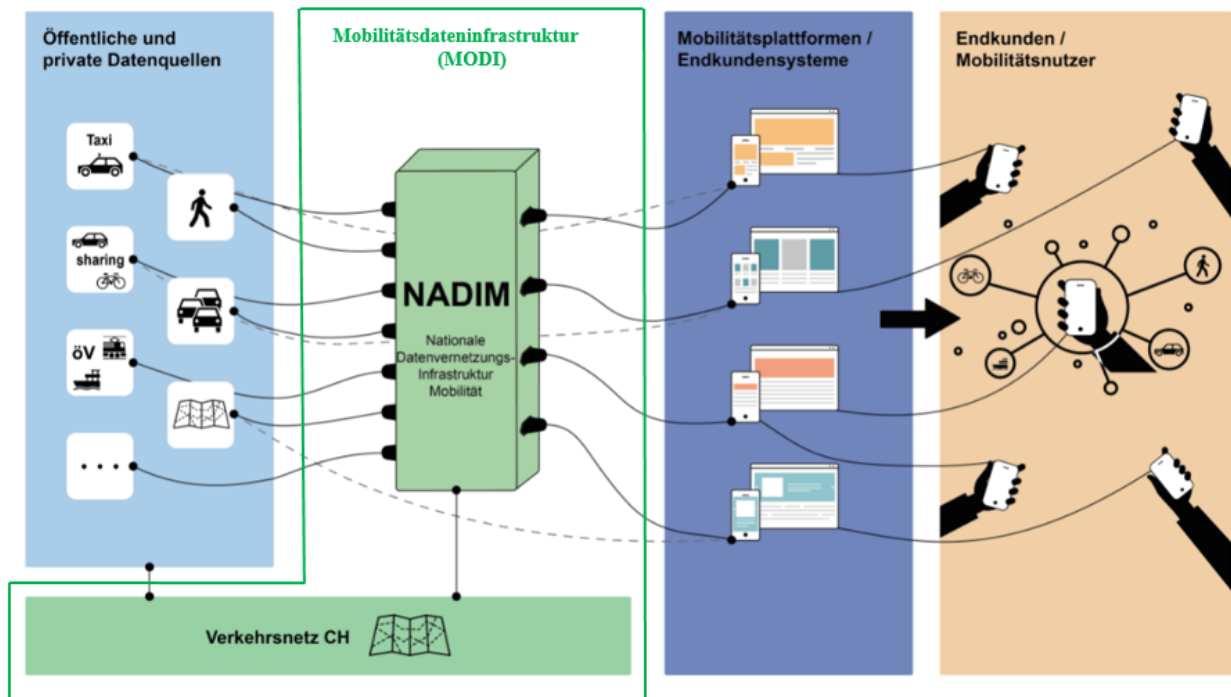 Öffentliche und
private Datenquellen
Taxi
sharing
öV
...
Mobilitätsdateninfrastruktur
(MODI)
NADIM
Nationale
Datenvernetzungs-
Infrastruktur
Mobilität
Verkehrsnetz CH
Mobilitätsplattformen /
Endkundensysteme
Endkunden /
Mobilitätsnutzer